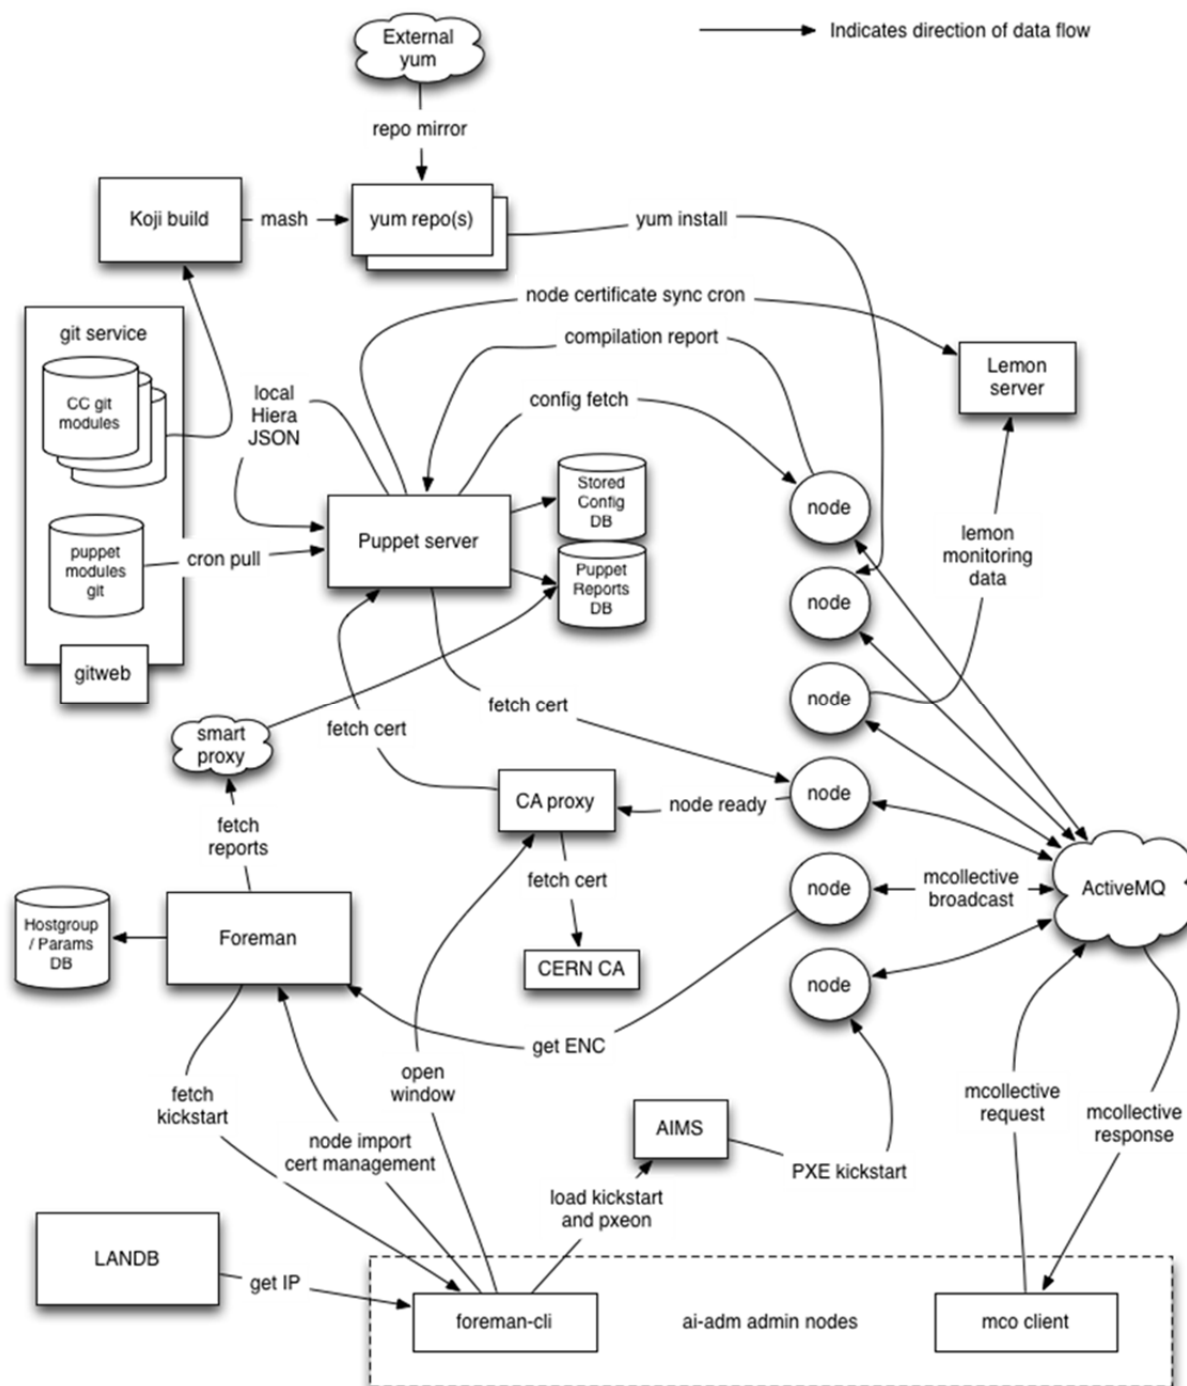 External
yum
Indicates direction of data flow
repo mirror
Koji build
mash
yum repo(s)
yum install
node certificate sync cron
compilation report
git service
Lemon
server
CC git
modules
local
Hiera
JSON
config fetch
Stored
Config
DB
node
Puppet server
lemon
monitoring
data
puppet
modules
git
cron pull
Puppet
Reports
DB
node
gitweb
node
fetch cert
smart
proxy
fetch cert
CA proxy
node ready
node
fetch
reports
fetch cert
node
mcollective
broadcast
ActiveMQ
Hostgroup
/ Params
DB
Foreman
CERN CA
node
get ENC
open
window
fetch
kickstart
mcollective
request
mcollective
response
AIMS
node import
cert management
PXE kickstart
load kickstart
and pxeon
LANDB
get IP
foreman-cli
ai-adm admin nodes
mco client